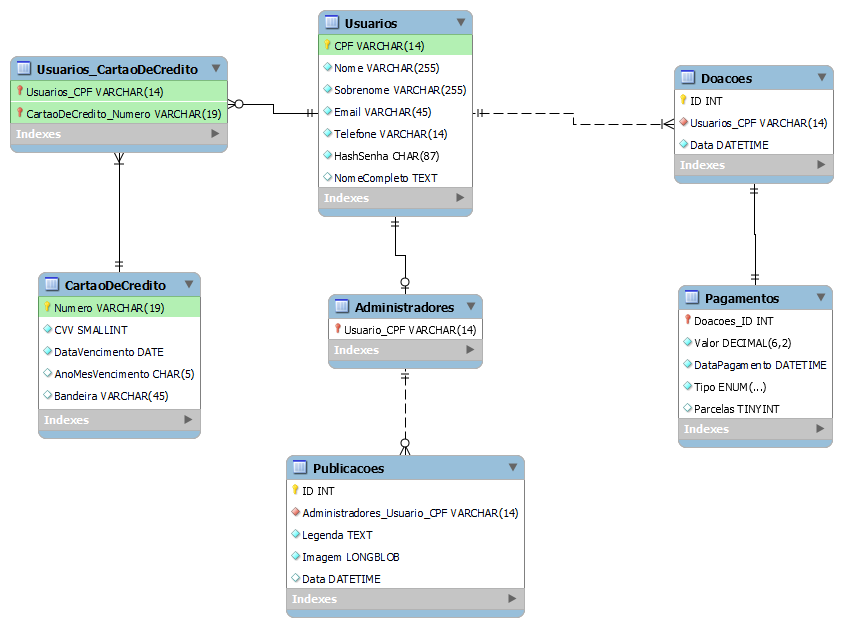 Usuarios
CPF VARCHAR(14)
Nome VARCHAR(255)
Sobrenome VARCHAR(255)
Email VARCHAR(45)
Telefone VARCHAR(14)
HashSenha CHAR(87)
NomeCompleto TEXT
Indexes
Usuarios_CartaoDeCredito
Usuarios_CPF VARCHAR(14)
CartaoDeCredito_Numero VARCHAR(19)
Indexes
Doacoes
ID INT
Usuarios_CPF VARCHAR(14)
Data DATETIME
Indexes
CartaoDeCredito
Numero VARCHAR(19)
CVV SMALLINT
DataVencimento DATE
AnoMesVencimento CHAR(5)
Bandeira VARCHAR(45)
Indexes
Administradores
Usuario_CPF VARCHAR(14)
Indexes
Pagamentos
Doacoes_ID INT
Valor DECIMAL(6,2)
DataPagamento DATETIME
Tipo ENUM(...)
Parcelas TINYINT
Indexes
Publicacoes
ID INT
Administradores_Usuario_CPF VARCHAR(14)
Legenda TEXT
Imagem LONGBLOB
Data DATETIME
Indexes